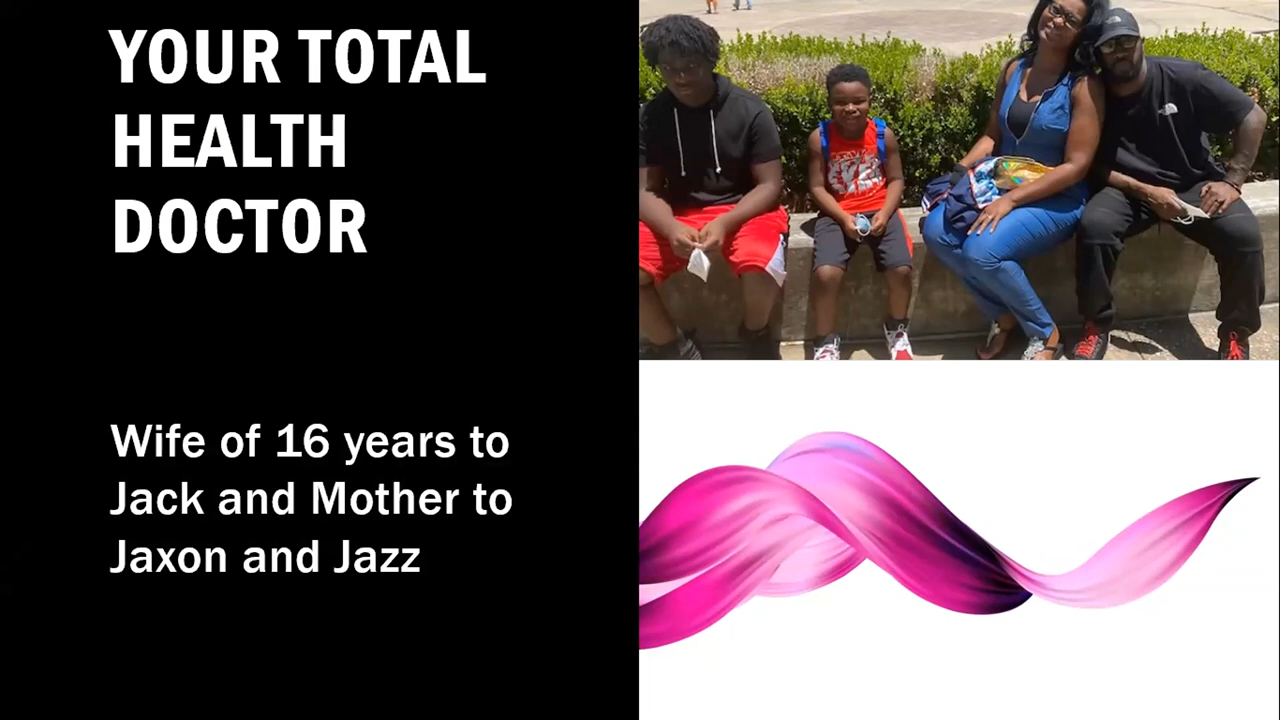 YOUR TOTAL
HEALTH
DOCTOR
Wife of 16 years to
Jack and Mother to
Jaxon and Jazz